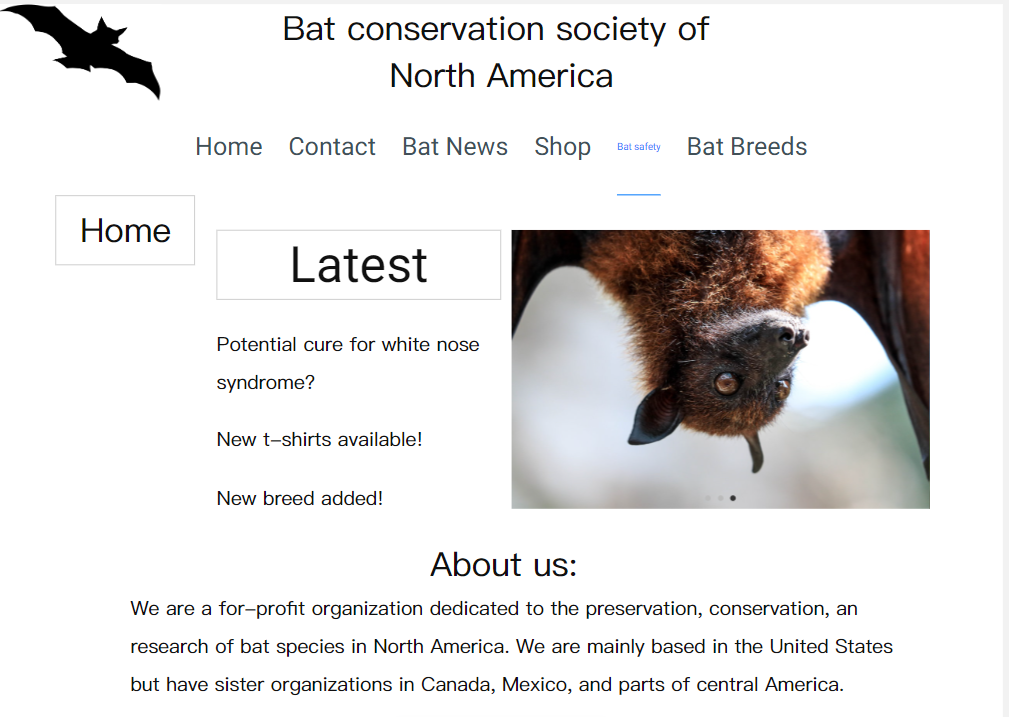 Bat conservation society of
North America
Home Contact Bat News Shop Bat safety Bat Breeds
Home
Latest
Potential cure for white nose
syndrome?
New t-shirts available!
New breed added!
About us:
We are a for-profit organization dedicated to the preservation, conservation, an
research of bat species in North America. We are mainly based in the United States
but have sister organizations in Canada, Mexico, and parts of central America.